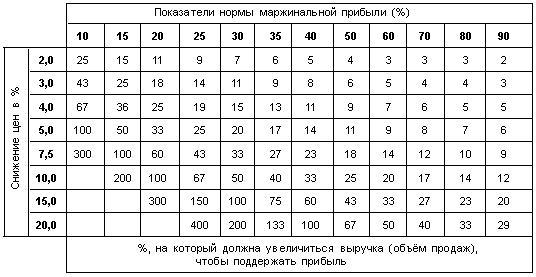 Показатели нормы маржинальной прибыли (%)
10 15 20 25 30 35 40 50 60 70 80 90
Снижение цен в %
2,0 25 15 11 9 7 6 5 4 3 3 3 2
3,0 43 25 18 14 11 9 8 6 5 4 4 3
4,0 67 36 25 19 15 13 11 9 7 6 5 5
5,0 100 50 33 25 20 17 14 11 9 8 7 6
7,5 300 100 60 43 33 27 23 18 14 12 10 9
10,0 200 100 67 50 40 33 25 20 17 14 12
15,0 300 150 100 75 60 43 33 27 23 20
20,0 400 200 133 100 67 50 40 33 29
%, на который должна увеличиться выручка (объём продаж),
чтобы поддержать прибыль